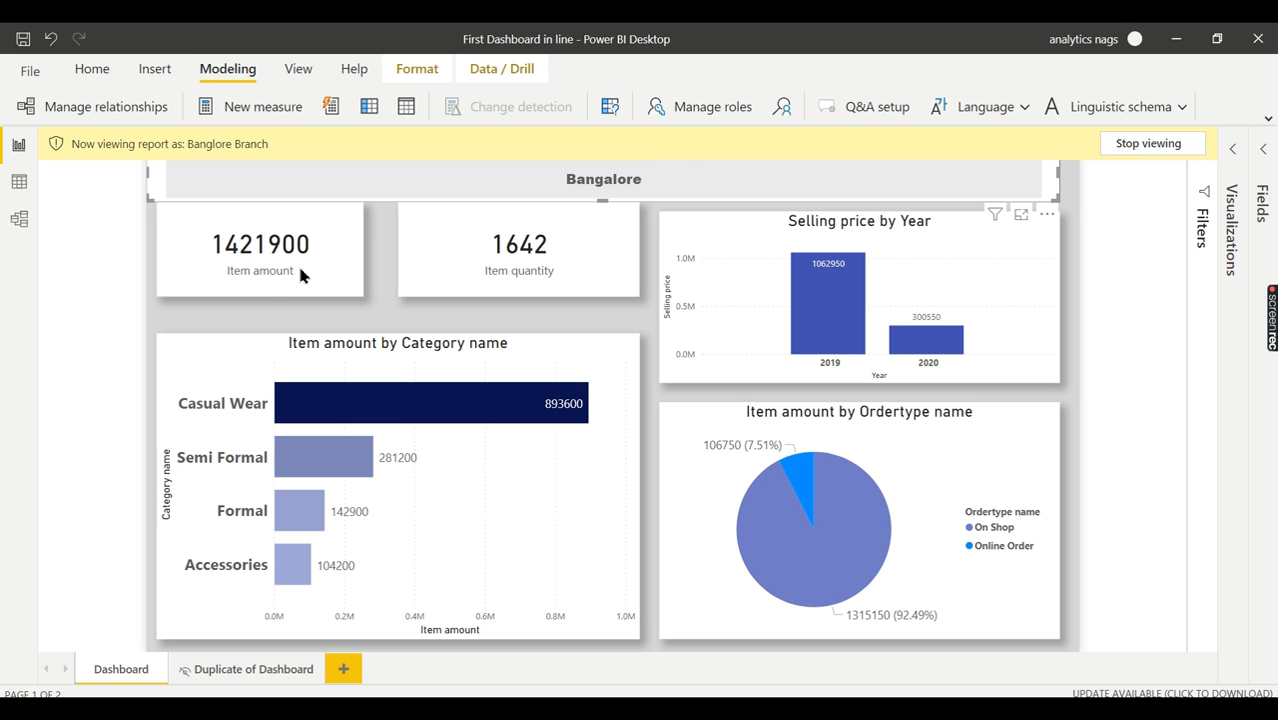 First Dashboard in line - Power BI Desktop
analytics nags
File
Home
Insert
Modeling
View
Help
Format
Data / Drill
Manage relationships
New measure
Change detection
Manage roles
Q&A setup
Language
Linguistic schema
Now viewing report as: Banglore Branch
Stop viewing
Bangalore
1421900
Item amount
1642
Item quantity
Selling price by Year
Selling price
1.0M
0.5M
0.0M
1062950
300550
2019
2020
Year
Item amount by Category name
Category name
Casual Wear
893600
Semi Formal
281200
Formal
142900
Accessories
104200
0.0M
0.2M
0.4M
0.6M
0.8M
1.0M
Item amount
Item amount by Ordertype name
106750 (7.51%)
1315150 (92.49%)
Ordertype name
On Shop
Online Order
Filters
Visualizations
Fields
screenrec
Dashboard
Duplicate of Dashboard
PAGE 1 OF 2
UPDATE AVAILABLE (CLICK TO DOWNLOAD)